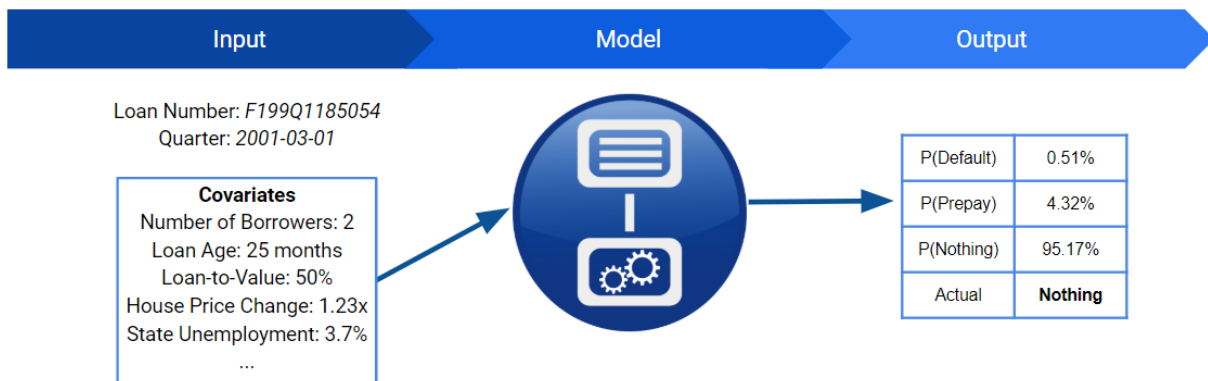 Input
Model
Output
Loan Number: F199Q1185054
Quarter: 2001-03-01
Covariates
Number of Borrowers: 2
Loan Age: 25 months
Loan-to-Value: 50%
House Price Change: 1.23x
State Unemployment: 3.7%
...
P(Default) 0.51%
P(Prepay) 4.32%
P(Nothing) 95.17%
Actual Nothing